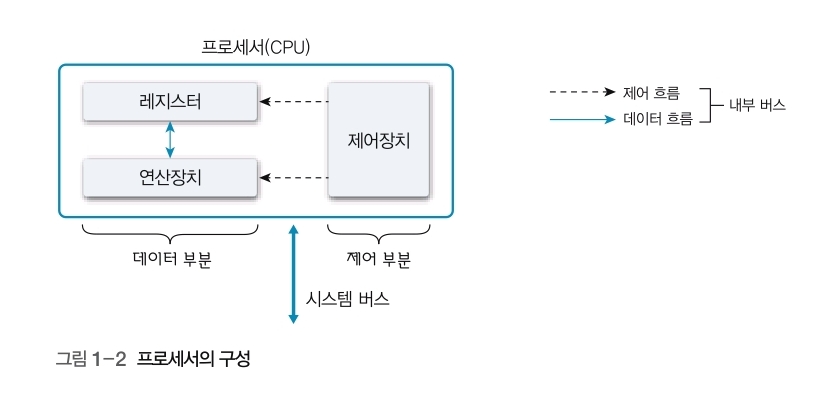 프로세서(CPU)
레지스터
연산장치
제어장치
제어 흐름
데이터 흐름
내부 버스
데이터 부분
제어 부분
시스템 버스
그림 1-2 프로세서의 구성